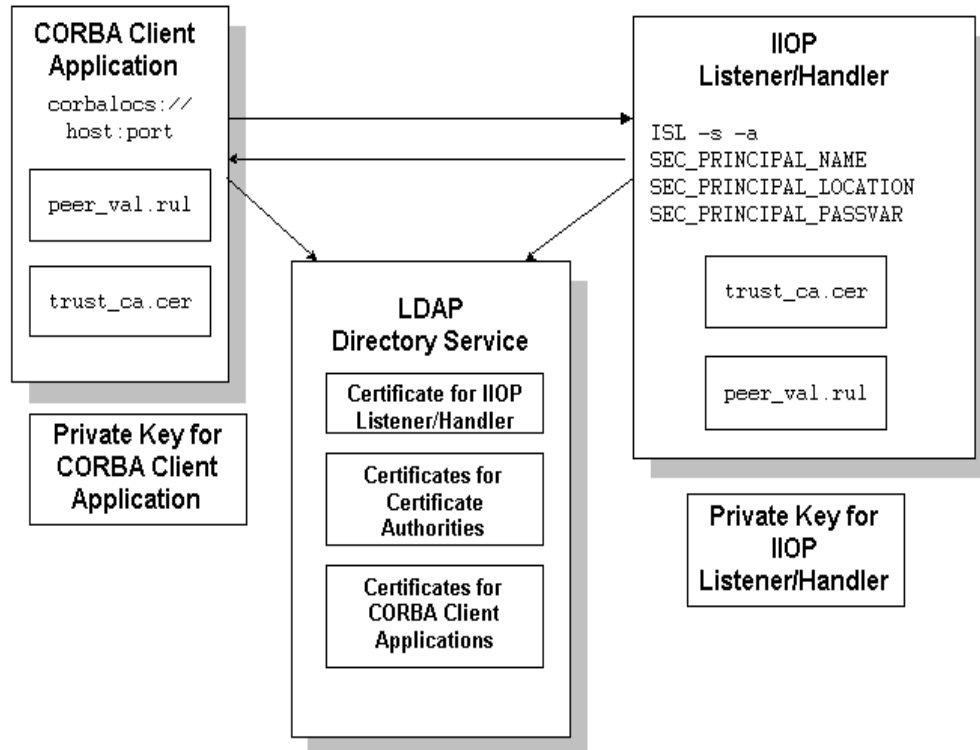 CORBA Client
Application
corbalocs://
host:port
peer_val.rul
trust_ca.cer
Private Key for
CORBA Client
Application
IIOP
Listener/Handler
ISL -s -a
SEC_PRINCIPAL_NAME
SEC_PRINCIPAL_LOCATION
SEC_PRINCIPAL_PASSVAR
trust_ca.cer
peer_val.rul
Private Key for
IIOP
Listener/Handler
LDAP
Directory Service
Certificate for IIOP
Listener/Handler
Certificates for
Certificate
Authorities
Certificates for
CORBA Client
Applications